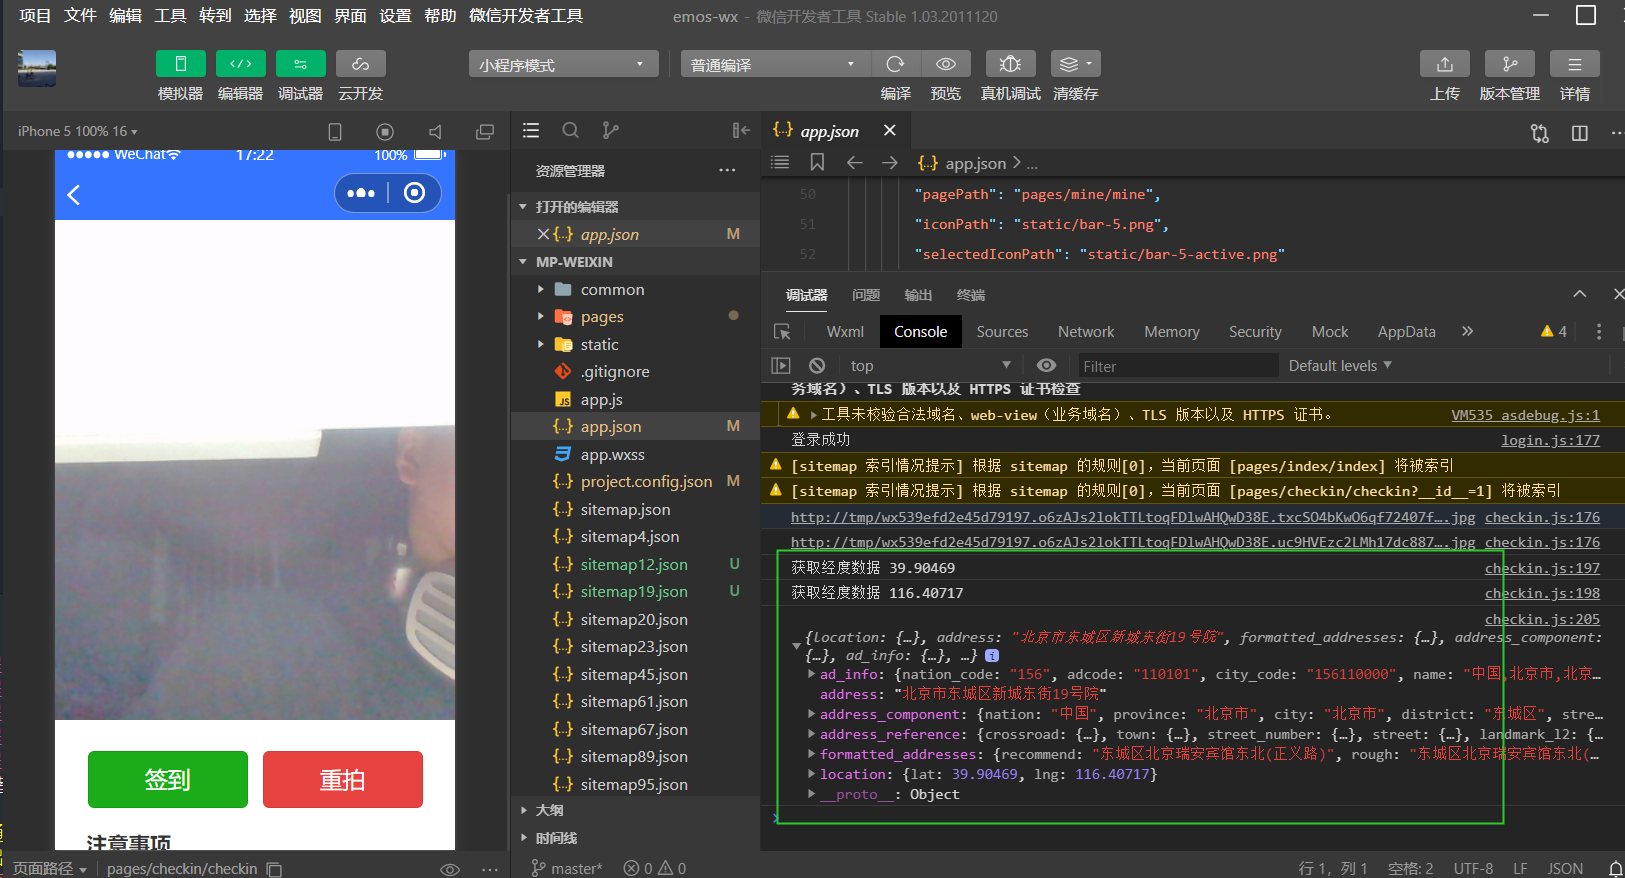 项目 文件 编辑 工具 转到 选择 视图 界面 设置 帮助 微信开发者工具 emos-wx - 微信开发者工具 Stable 1.03.2011120
模拟器 编辑器 调试器 云开发 小程序模式 普通编译 编译 预览 真机调试 清缓存 上传 版本管理 详情
iPhone 5 100% 16
WeChat 17:22 100%
签到 重拍
注意事项
页面路径 pages/checkin/checkin
资源管理器
打开的编辑器
app.json M
MP-WEIXIN
common
pages
static
.gitignore
app.js
app.json M
app.wxss
project.config.json M
sitemap.json
sitemap4.json
sitemap12.json U
sitemap19.json U
sitemap20.json
sitemap23.json
sitemap45.json
sitemap61.json
sitemap67.json
sitemap89.json
sitemap95.json
大纲
时间线
master* 0 0
app.json
app.json > ...
50 "pagePath": "pages/mine/mine",
51 "iconPath": "static/bar-5.png",
52 "selectedIconPath": "static/bar-5-active.png"
调试器 问题 输出 终端
Wxml Console Sources Network Memory Security Mock AppData 4
top Filter Default levels
务域名）、TLS 版本以及 HTTPS 证书检查
工具未校验合法域名、web-view（业务域名）、TLS 版本以及 HTTPS 证书。 VM535 asdebug.js:1
登录成功 login.js:177
[sitemap 索引情况提示] 根据 sitemap 的规则[0]，当前页面 [pages/index/index] 将被索引
[sitemap 索引情况提示] 根据 sitemap 的规则[0]，当前页面 [pages/checkin/checkin?__id__=1] 将被索引
http://tmp/wx539efd2e45d79197.o6zAJs2lokTTLtoqFDlwAHQwD38E.txcSO4bKwO6qf72407f….jpg checkin.js:176
http://tmp/wx539efd2e45d79197.o6zAJs2lokTTLtoqFDlwAHQwD38E.uc9HVEzc2LMh17dc887….jpg checkin.js:176
获取经度数据 39.90469 checkin.js:197
获取经度数据 116.40717 checkin.js:198
checkin.js:205
{location: {…}, address: "北京市东城区新城东街19号院", formatted_addresses: {…}, address_component:
{…}, ad_info: {…}, …}
ad_info: {nation_code: "156", adcode: "110101", city_code: "156110000", name: "中国,北京市,北京…
address: "北京市东城区新城东街19号院"
address_component: {nation: "中国", province: "北京市", city: "北京市", district: "东城区", stre…
address_reference: {crossroad: {…}, town: {…}, street_number: {…}, street: {…}, landmark_l2: {…
formatted_addresses: {recommend: "东城区北京瑞安宾馆东北(正义路)", rough: "东城区北京瑞安宾馆东北(…
location: {lat: 39.90469, lng: 116.40717}
__proto__: Object
行 1，列 1 空格: 2 UTF-8 LF JSON